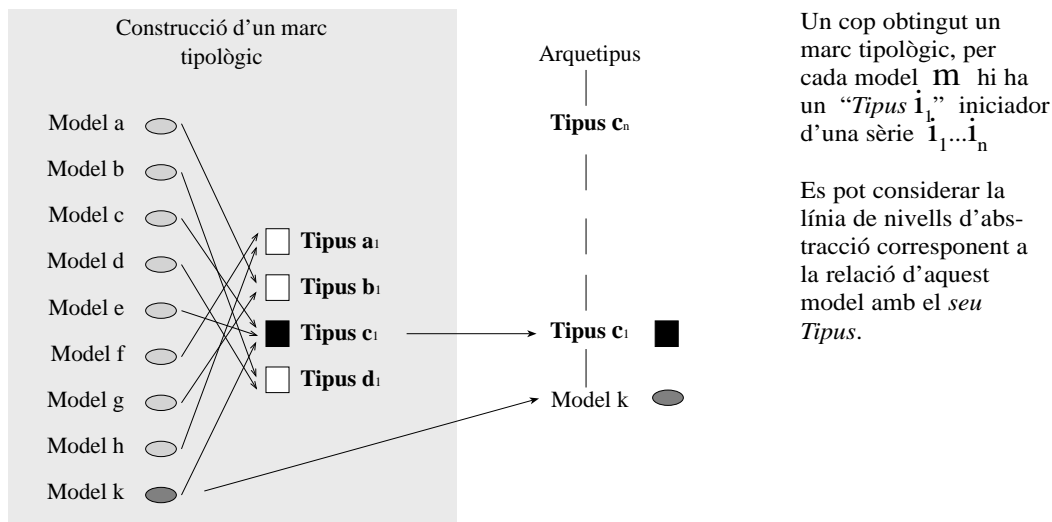 Construcció d’un marc
tipològic
Model a
Model b
Model c
Model d
Model e
Model f
Model g
Model h
Model k
Tipus a1
Tipus b1
Tipus c1
Tipus d1
Arquetipus
Tipus cn
Tipus c1
Model k
Un cop obtingut un
marc tipològic, per
cada model m hi ha
un “Tipus i1” iniciador
d’una sèrie i1...in
Es pot considerar la
línia de nivells d’abs-
tracció corresponent a
la relació d’aquest
model amb el seu
Tipus.